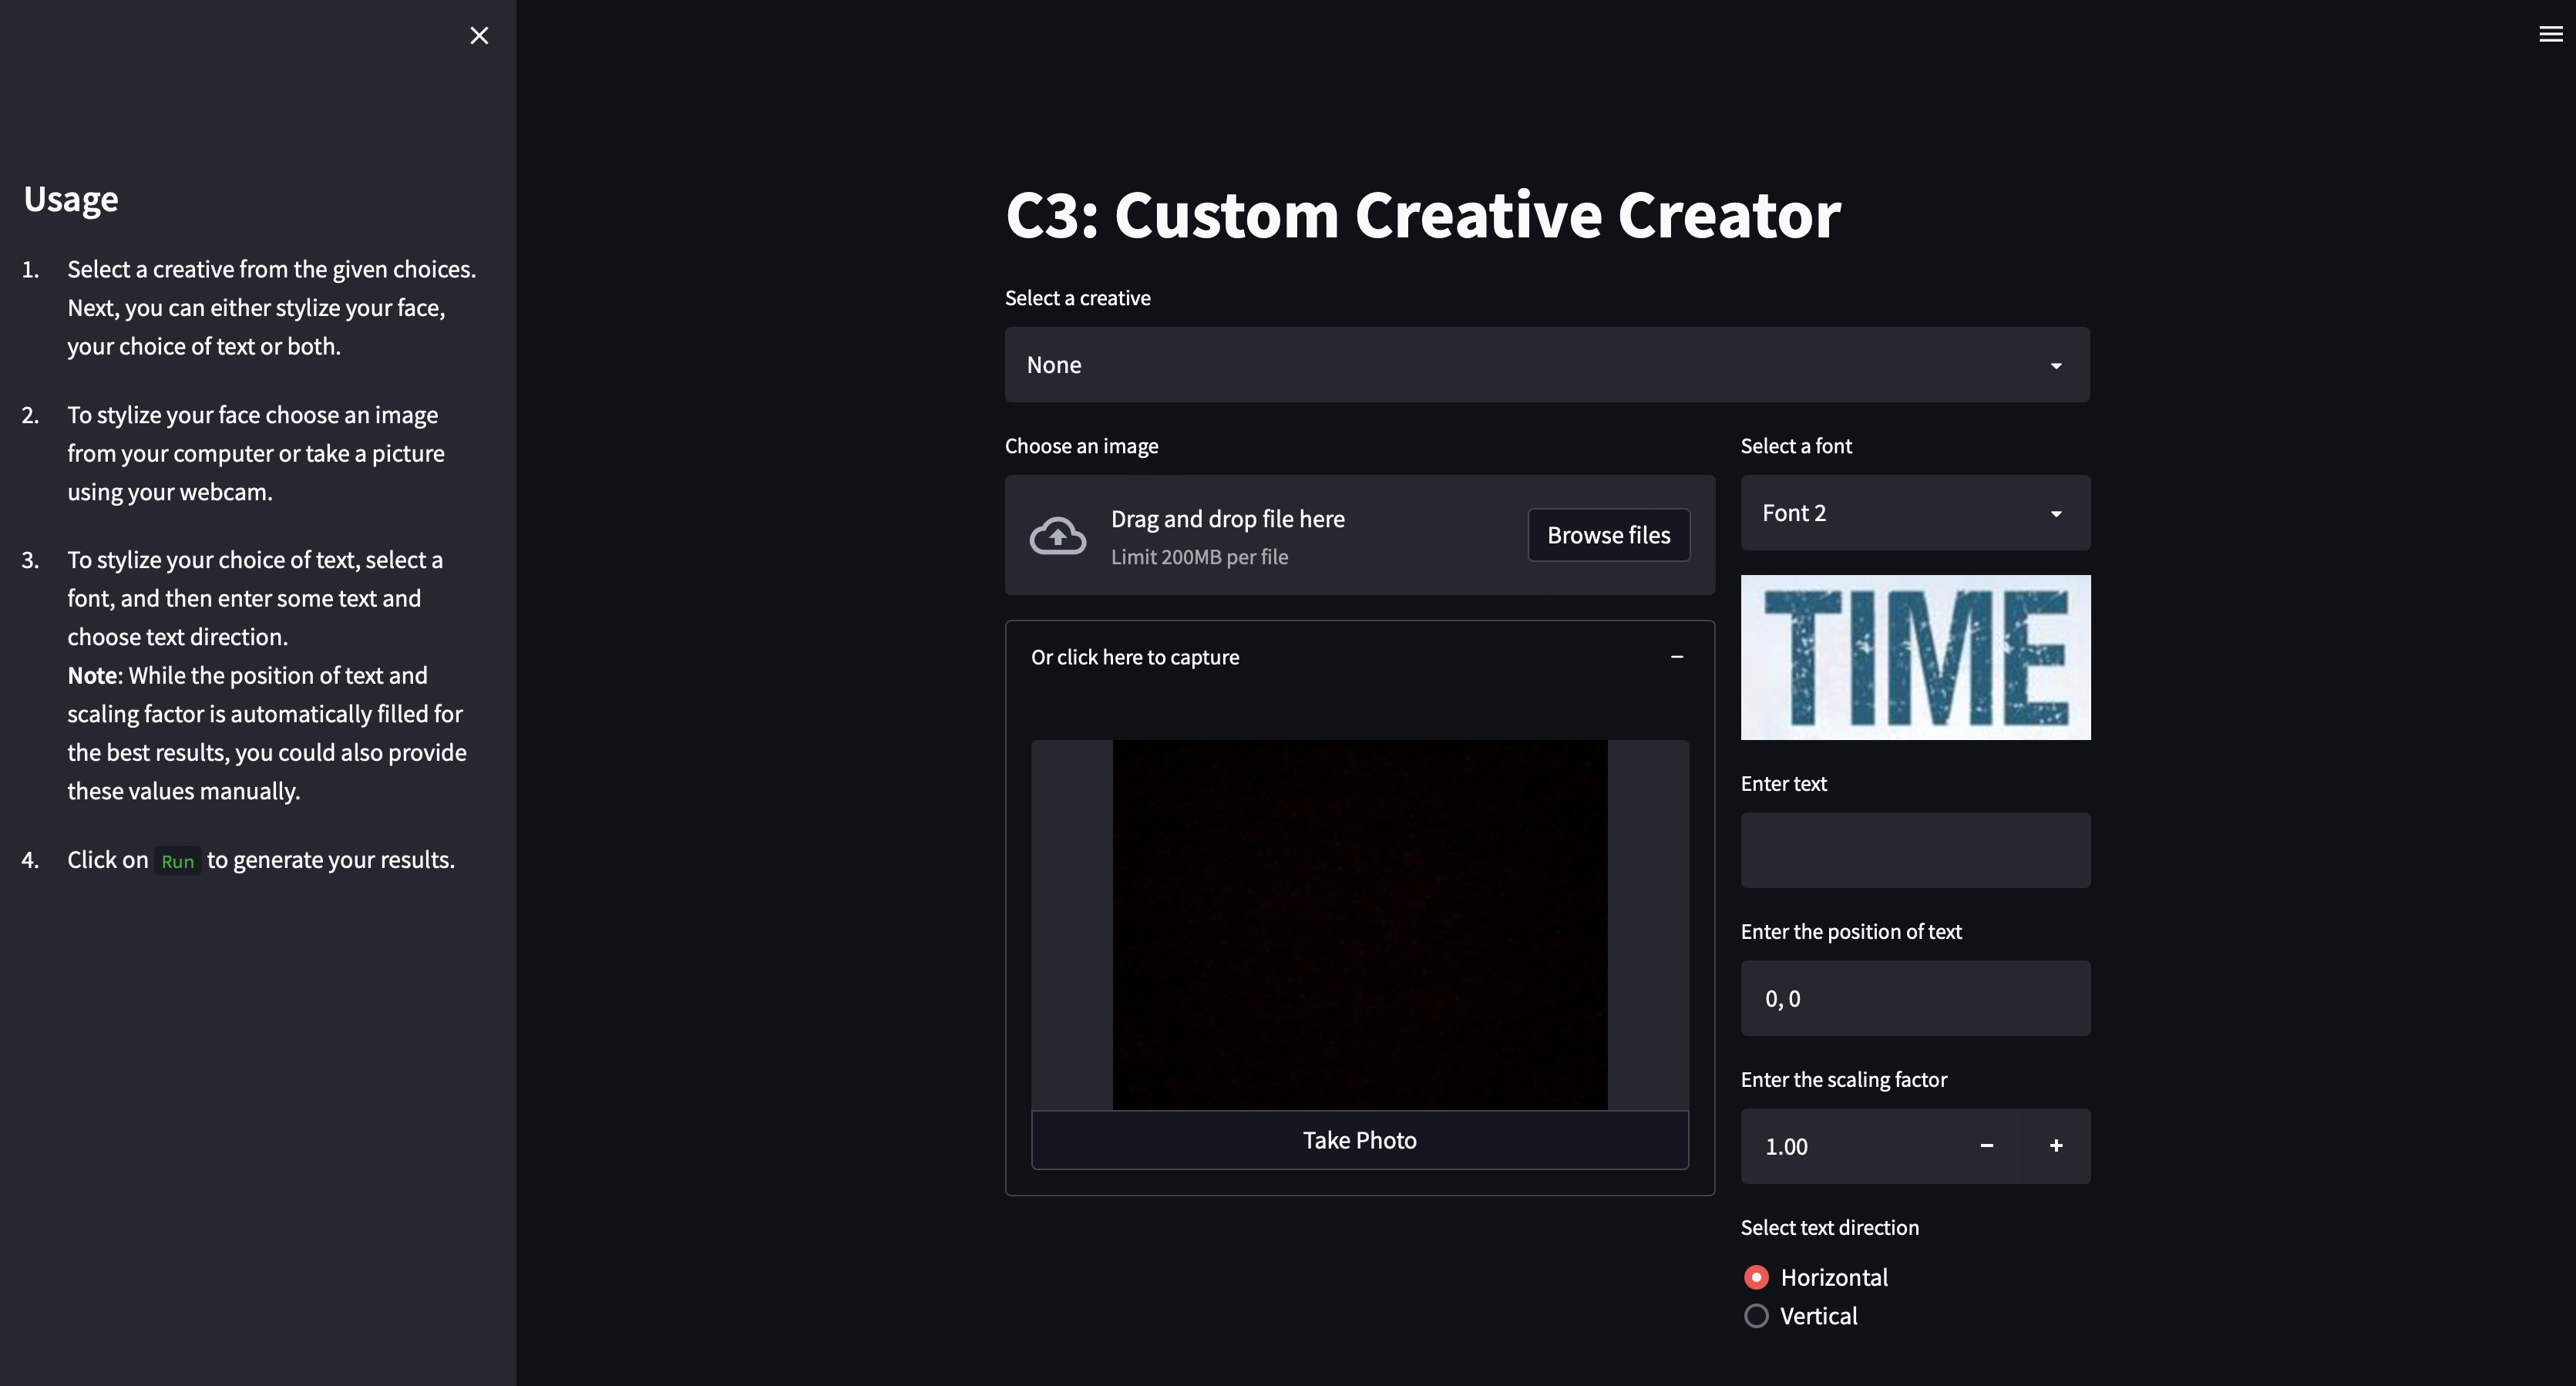 Usage
1. Select a creative from the given choices.
Next, you can either stylize your face,
your choice of text or both.
2. To stylize your face choose an image
from your computer or take a picture
using your webcam.
3. To stylize your choice of text, select a
font, and then enter some text and
choose text direction.
Note: While the position of text and
scaling factor is automatically filled for
the best results, you could also provide
these values manually.
4. Click on Run to generate your results.
C3: Custom Creative Creator
Select a creative
None
Choose an image
Drag and drop file here
Limit 200MB per file
Browse files
Or click here to capture
Take Photo
Select a font
Font 2
TIME
Enter text
Enter the position of text
0, 0
Enter the scaling factor
1.00
Select text direction
Horizontal
Vertical